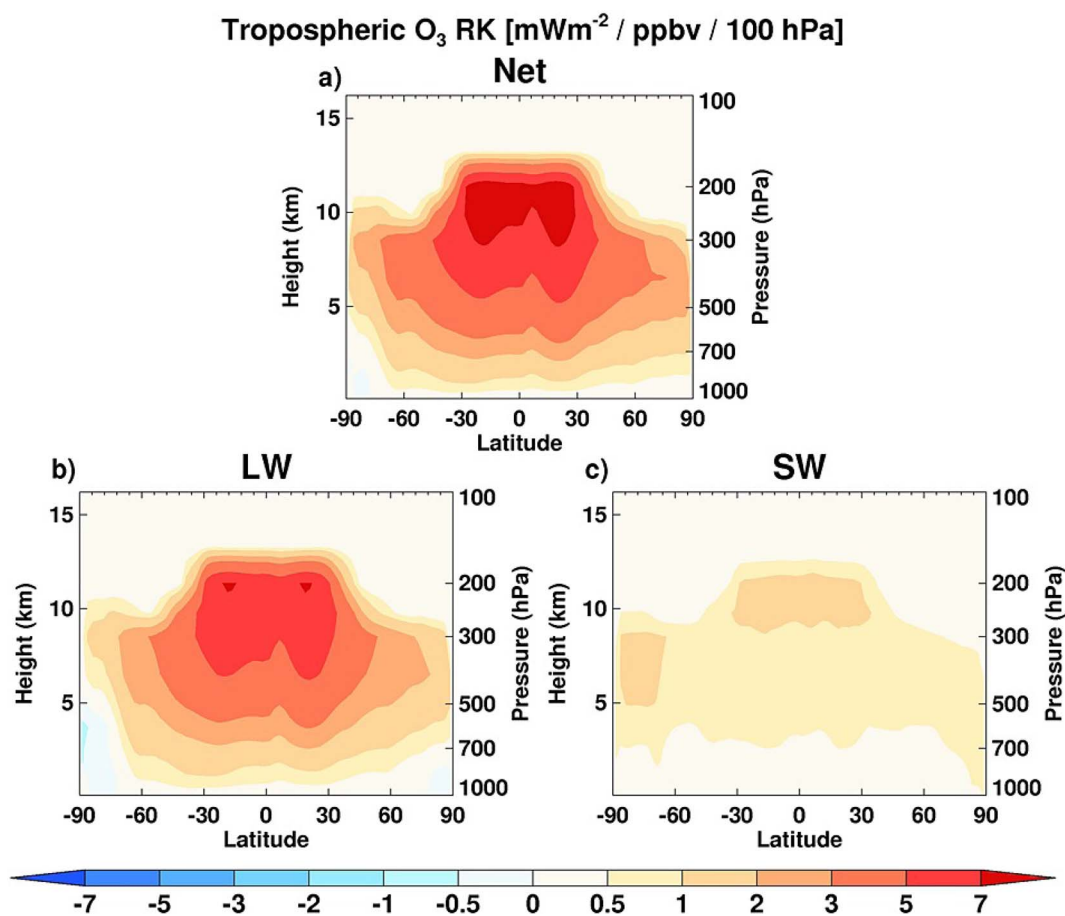 Tropospheric O3 RK [mWm-2 / ppbv / 100 hPa]
a) Net
15 100
10 200
300
5 500
700
1000
Height (km) Pressure (hPa)
-90 -60 -30 0 30 60 90
Latitude
b) LW
15 100
10 200
300
5 500
700
1000
Height (km) Pressure (hPa)
-90 -60 -30 0 30 60 90
Latitude
c) SW
15 100
10 200
300
5 500
700
1000
Height (km) Pressure (hPa)
-90 -60 -30 0 30 60 90
Latitude
-7 -5 -3 -2 -1 -0.5 0 0.5 1 2 3 5 7